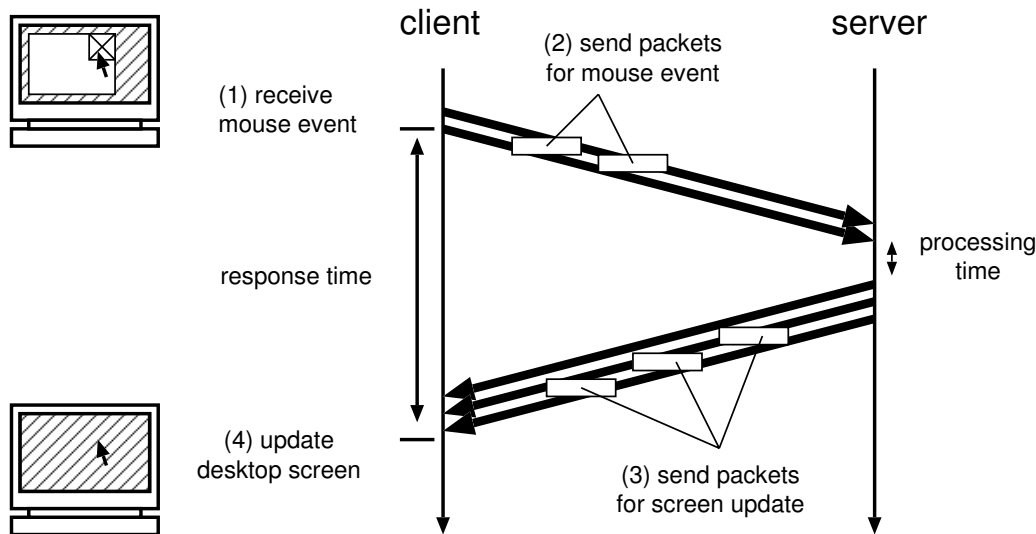 client
server
(2) send packets
for mouse event
(1) receive
mouse event
processing
time
response time
(4) update
desktop screen
(3) send packets
for screen update